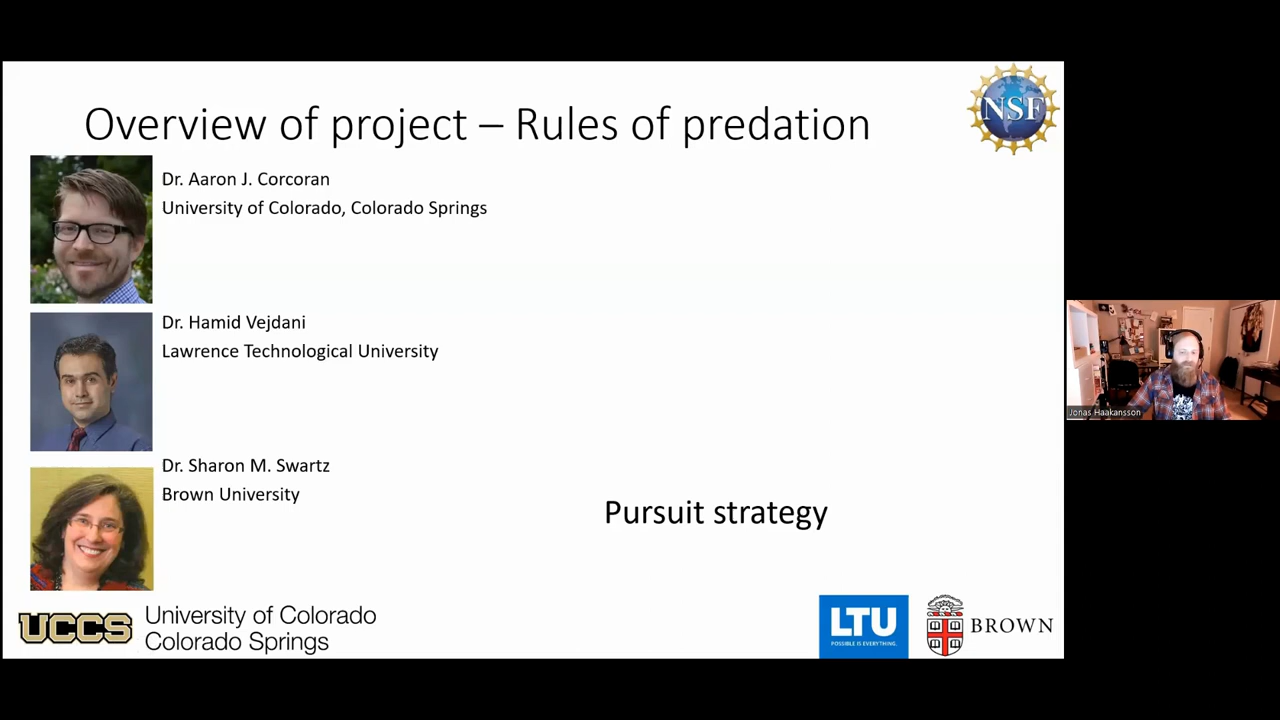 Overview of project – Rules of predation
NSF
Dr. Aaron J. Corcoran
University of Colorado, Colorado Springs
Dr. Hamid Vejdani
Lawrence Technological University
Dr. Sharon M. Swartz
Brown University
Pursuit strategy
UCCS
University of Colorado
Colorado Springs
LTU
POSSIBLE IS EVERYTHING.
BROWN
Jonas Haakansson